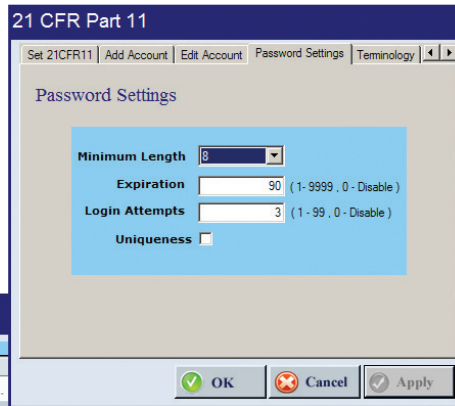 21 CFR Part 11
Set 21CFR11 Add Account Edit Account Password Settings Terminology
Password Settings
Minimum Length 8
Expiration 90 ( 1- 9999 , 0 - Disable )
Login Attempts 3 ( 1 - 99 , 0 - Disable )
Uniqueness
OK Cancel Apply